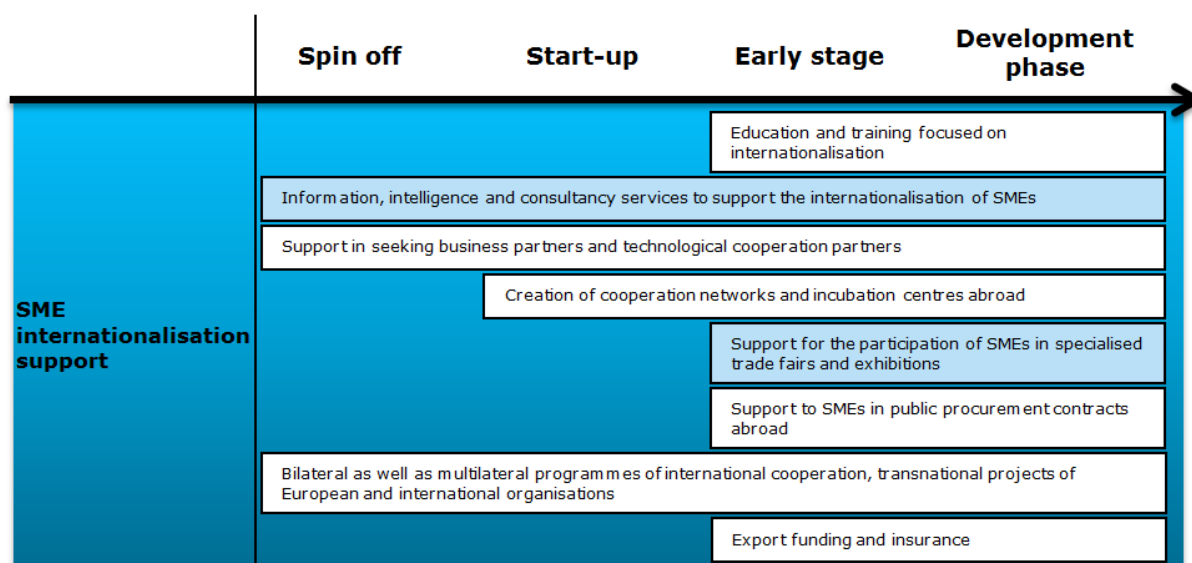 Spin off
Start-up
Early stage
Development
phase
Education and training focused on
internationalisation
Information, intelligence and consultancy services to support the internationalisation of SMEs
Support in seeking business partners and technological cooperation partners
Creation of cooperation networks and incubation centres abroad
SME
internationalisation
support
Support for the participation of SMEs in specialised
trade fairs and exhibitions
Support to SMEs in public procurement contracts
abroad
Bilateral as well as multilateral programmes of international cooperation, transnational projects of
European and international organisations
Export funding and insurance